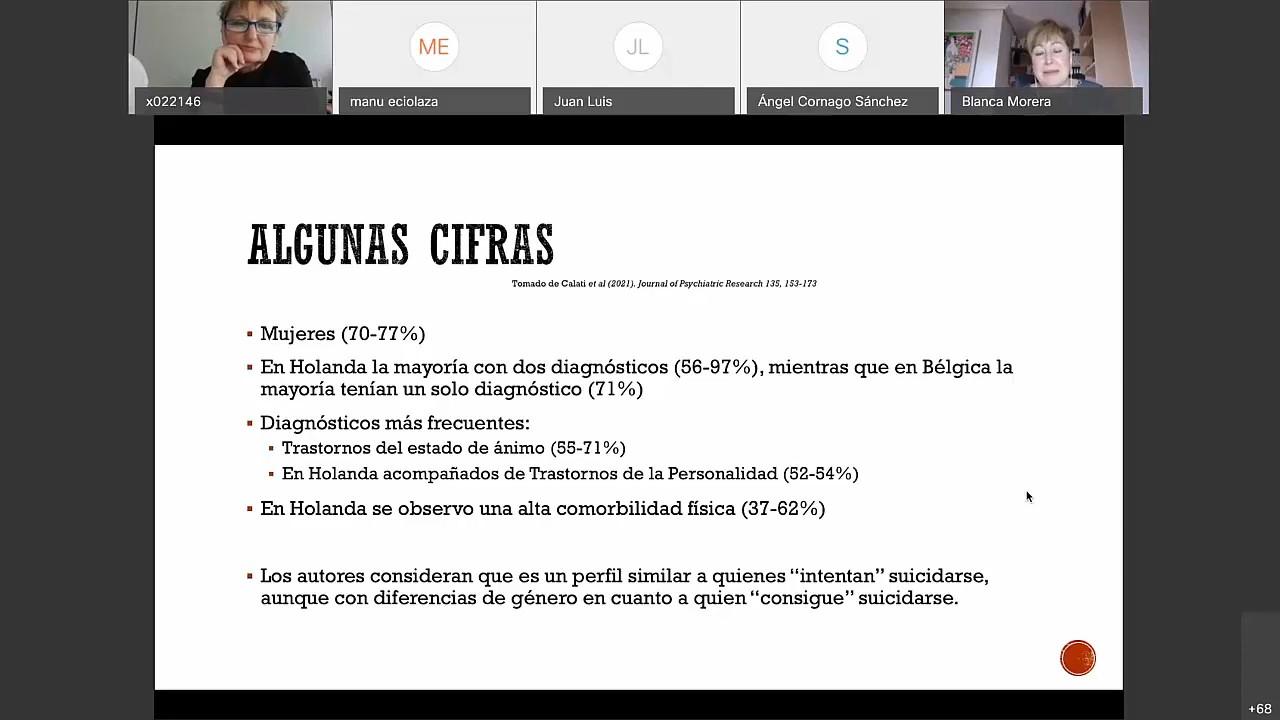 ME
JL
S
x022146
manu eciolaza
Juan Luis
Ángel Cornago Sánchez
Blanca Morera
ALGUNAS CIFRAS
Tomado de Calati et al (2021). Journal of Psychiatric Research 135, 153-173
Mujeres (70-77%)
En Holanda la mayoría con dos diagnósticos (56-97%), mientras que en Bélgica la
mayoría tenían un solo diagnóstico (71%)
Diagnósticos más frecuentes:
Trastornos del estado de ánimo (55-71%)
En Holanda acompañados de Trastornos de la Personalidad (52-54%)
En Holanda se observo una alta comorbilidad física (37-62%)
Los autores consideran que es un perfil similar a quienes “intentan” suicidarse,
aunque con diferencias de género en cuanto a quien “consigue” suicidarse.
+68